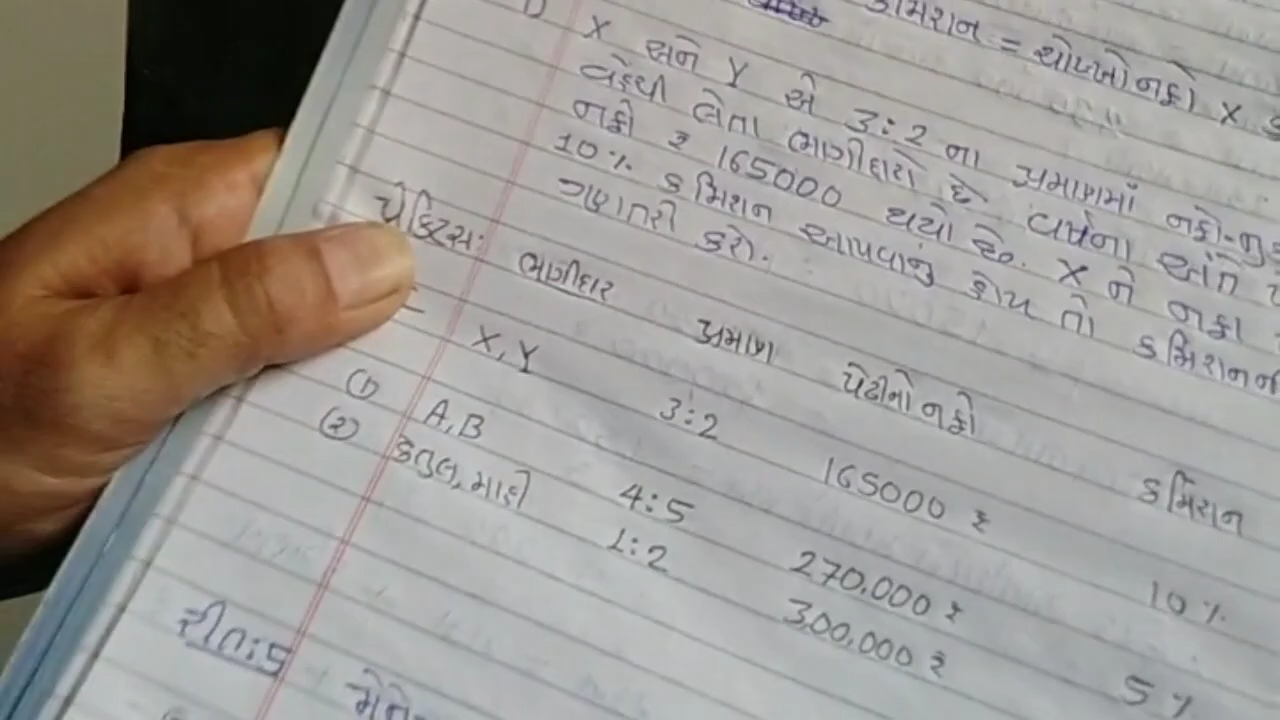 કમિશન = ચોખ્ખો નફો X
1) X અને Y એ 3:2 ના પ્રમાણમાં નફો-નુક
વહેંચી લેતા ભાગીદારો છે વર્ષના અંતે
નફો ₹ 165000 થયો છે. X ને નફા
10% કમિશન આપવાનું હોય તો કમિશનની
ગણતરી કરો.
પ્રેક્ટિસ: ભાગીદાર પ્રમાણ પેઢીનો નફો કમિશન
– X, Y 3:2 165000 ₹ 10%
(1) A, B 4:5 270,000 ₹ 5%
(2) કતુલ, માહી 1:2 300,000 ₹
રીત: 5